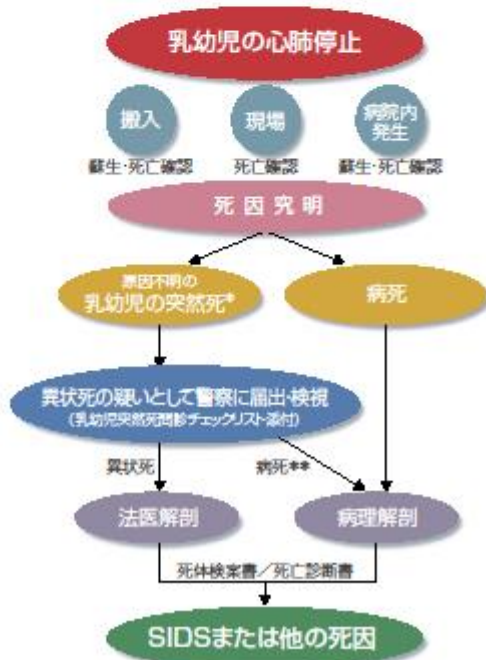 乳幼児の心肺停止
搬入
現場
病院内
発生
蘇生・死亡確認
死亡確認
蘇生・死亡確認
死因究明
原因不明の
乳幼児の突然死*
病死
異状死の疑いとして警察に届出・検視
(乳幼児突然死問診チェックリスト添付)
異状死
病死**
法医解剖
病理解剖
死体検案書/死亡診断書
SIDSまたは他の死因